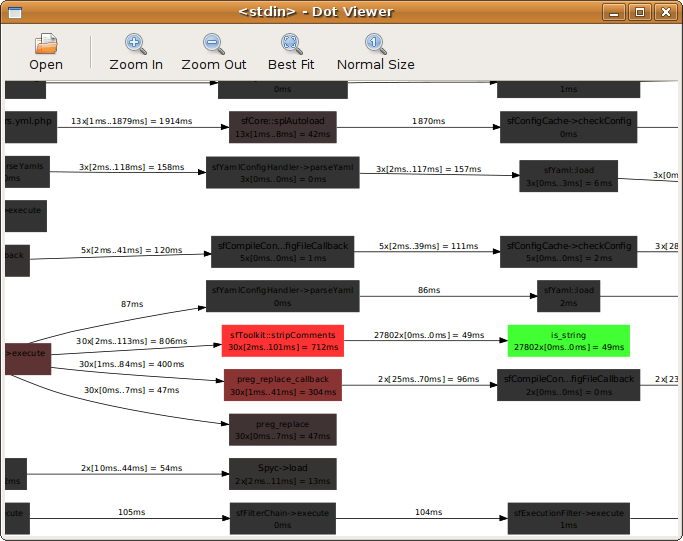 <stdin> - Dot Viewer
Open
Zoom In
Zoom Out
Best Fit
Normal Size
0ms
1ms
rs.yml.php
13x[1ms..1879ms] = 1914ms
sfCore::splAutoload
13x[1ms..8ms] = 42ms
1870ms
sfConfigCache->checkConfig
0ms
arseYamls
0ms
3x[2ms..118ms] = 158ms
sfYamlConfigHandler->parseYaml
3x[0ms..0ms] = 0ms
3x[2ms..117ms] = 157ms
sfYaml::load
3x[0ms..3ms] = 6ms
3x[0m
>execute
back
5x[2ms..41ms] = 120ms
sfCompileCon...figFileCallback
5x[0ms..0ms] = 1ms
5x[2ms..39ms] = 111ms
sfConfigCache->checkConfig
5x[0ms..0ms] = 2ms
3x[28
87ms
sfYamlConfigHandler->parseYaml
0ms
86ms
sfYaml::load
2ms
>execute
30x[2ms..113ms] = 806ms
sfToolkit::stripComments
30x[2ms..101ms] = 712ms
27802x[0ms..0ms] = 49ms
is_string
27802x[0ms..0ms] = 49ms
30x[1ms..84ms] = 400ms
preg_replace_callback
30x[1ms..41ms] = 304ms
2x[25ms..70ms] = 96ms
sfCompileCon...figFileCallback
2x[0ms..0ms] = 0ms
2x[23
30x[0ms..7ms] = 47ms
preg_replace
30x[0ms..7ms] = 47ms
2ms
2x[10ms..44ms] = 54ms
Spyc->load
2x[2ms..11ms] = 13ms
cute
105ms
sfFilterChain->execute
0ms
104ms
sfExecutionFilter->execute
1ms